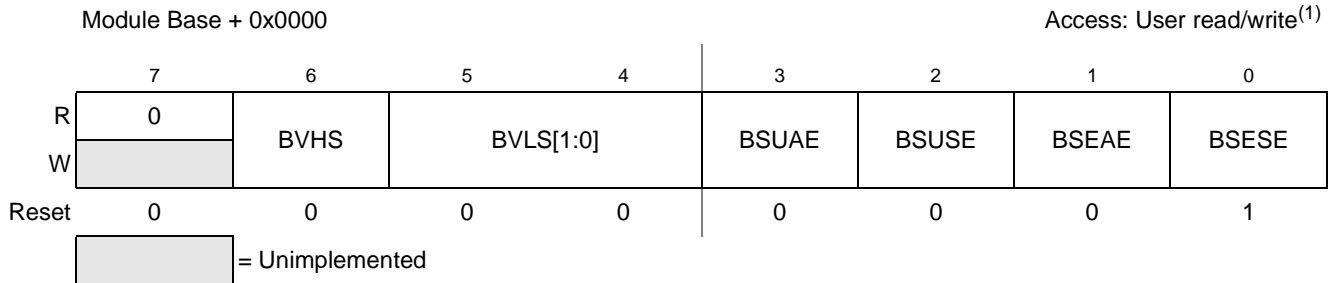 Module Base + 0x0000 Access: User read/write(1)
7 6 5 4 3 2 1 0
R 0 BVHS BVLS[1:0] BSUAE BSUSE BSEAE BSESE
W
Reset 0 0 0 0 0 0 0 1
= Unimplemented